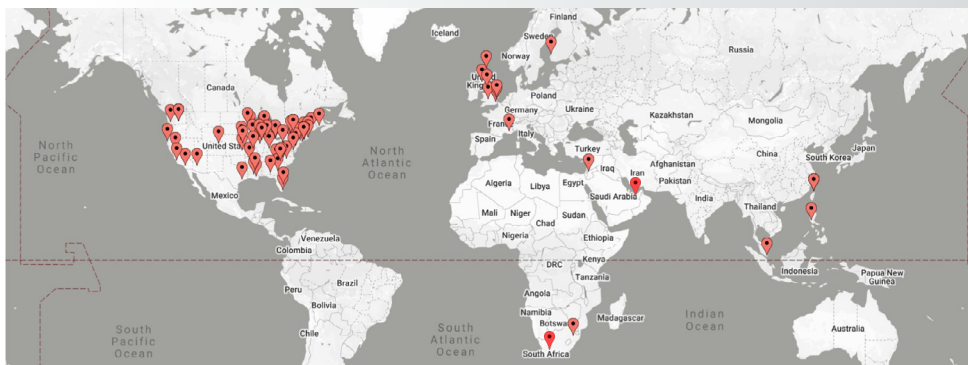 Iceland
Finland
Sweden
Norway
Russia
Canada
United
Kingdom
Poland
Germany
Ukraine
France
Kazakhstan
Mongolia
Italy
Spain
United States
North
Pacific
Ocean
North
Atlantic
Ocean
Turkey
China
Japan
South Korea
Afghanistan
Iraq
Iran
Pakistan
Algeria
Libya
Egypt
Saudi Arabia
India
Mexico
Mali
Niger
Sudan
Chad
Thailand
Nigeria
Ethiopia
Venezuela
Colombia
Kenya
DRC
Indonesia
Papua New
Guinea
Tanzania
Brazil
Peru
Angola
Bolivia
Namibia
Botswana
Madagascar
Indian
Ocean
Chile
Australia
South
Pacific
Ocean
South
Atlantic
Ocean
South Africa